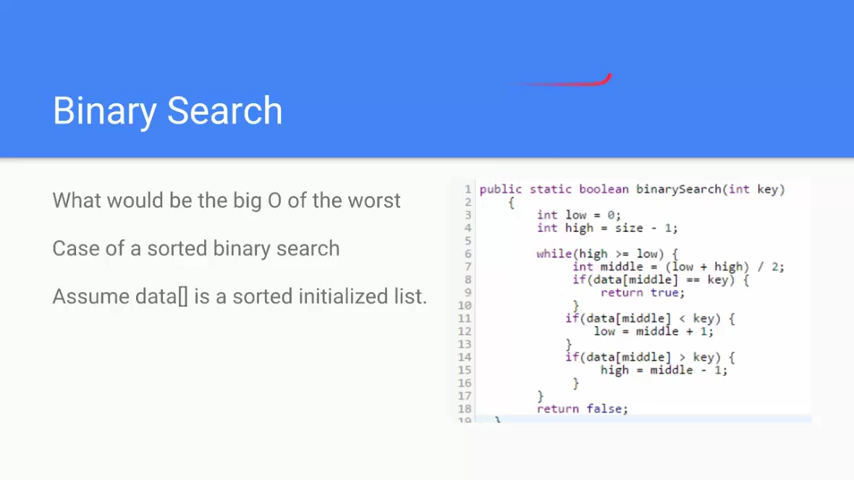 Binary Search
What would be the big O of the worst
Case of a sorted binary search
Assume data[] is a sorted initialized list.
1 public static boolean binarySearch(int key)
2 {
3 int low = 0;
4 int high = size - 1;
5
6 while(high >= low) {
7 int middle = (low + high) / 2;
8 if(data[middle] == key) {
9 return true;
10 }
11 if(data[middle] < key) {
12 low = middle + 1;
13 }
14 if(data[middle] > key) {
15 high = middle - 1;
16 }
17 }
18 return false;
19 }